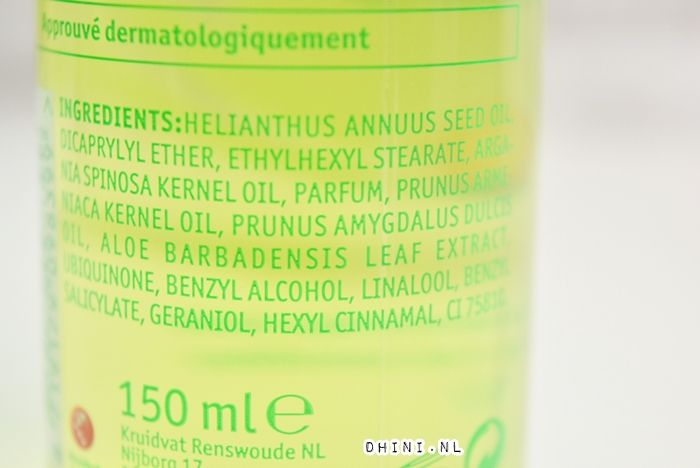 Approuvé dermatologiquement
INGREDIENTS:HELIANTHUS ANNUUS SEED OIL,
DICAPRYLYL ETHER, ETHYLHEXYL STEARATE, ARGA-
NIA SPINOSA KERNEL OIL, PARFUM, PRUNUS ARME-
NIACA KERNEL OIL, PRUNUS AMYGDALUS DULCIS
OIL, ALOE BARBADENSIS LEAF EXTRACT,
UBIQUINONE, BENZYL ALCOHOL, LINALOOL, BENZYL
SALICYLATE, GERANIOL, HEXYL CINNAMAL, CI 75810.
150 ml e
Kruidvat Renswoude NL
Nijborg 17
DHINI.NL